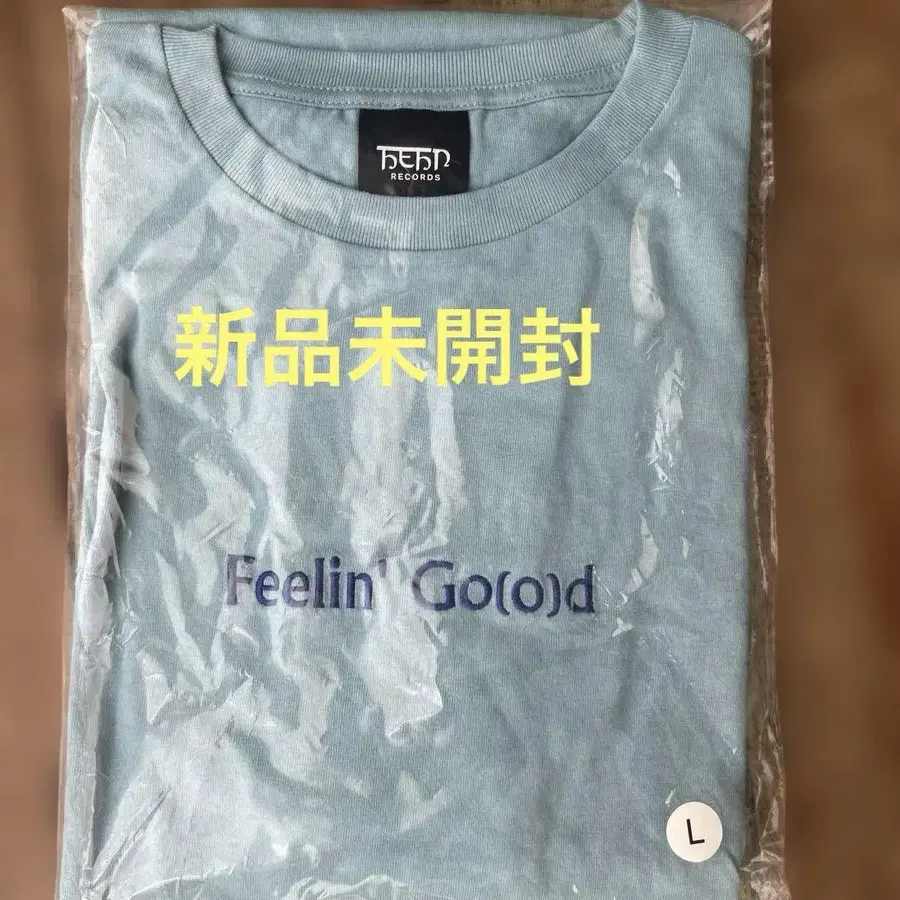 HEHN
RECORDS
新品未開封
Feelin' Go(o)d
L